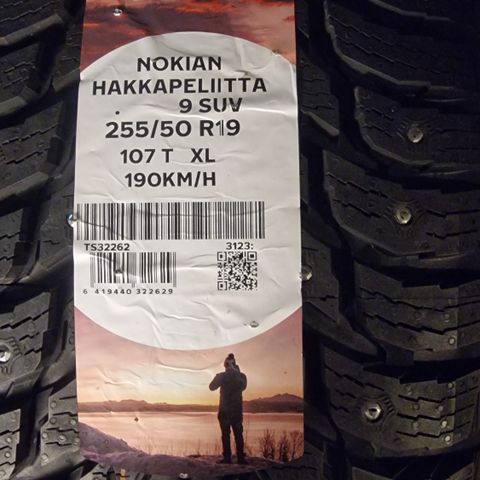 NOKIAN
HAKKAPELIITTA
9 SUV
255/50 R19
107 T XL
190KM/H
TS32262 3123:
6 419440 322629